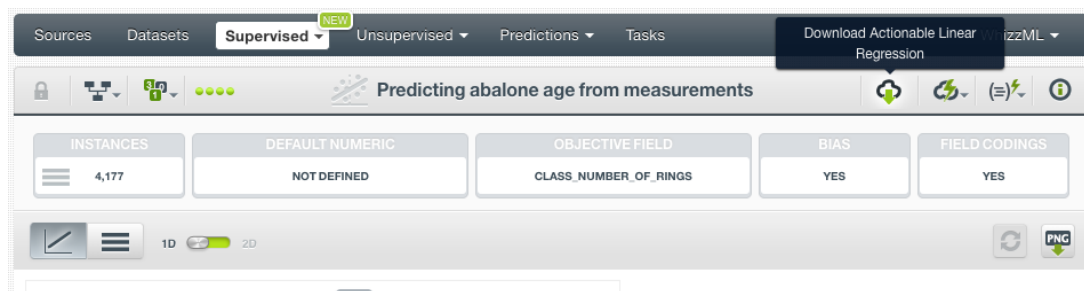 NEW
Sources Datasets Supervised Unsupervised Predictions Tasks
Download Actionable Linear
Regression
Predicting abalone age from measurements
INSTANCES DEFAULT NUMERIC OBJECTIVE FIELD BIAS FIELD CODINGS
4,177 NOT DEFINED CLASS_NUMBER_OF_RINGS YES YES
1D 2D PNG